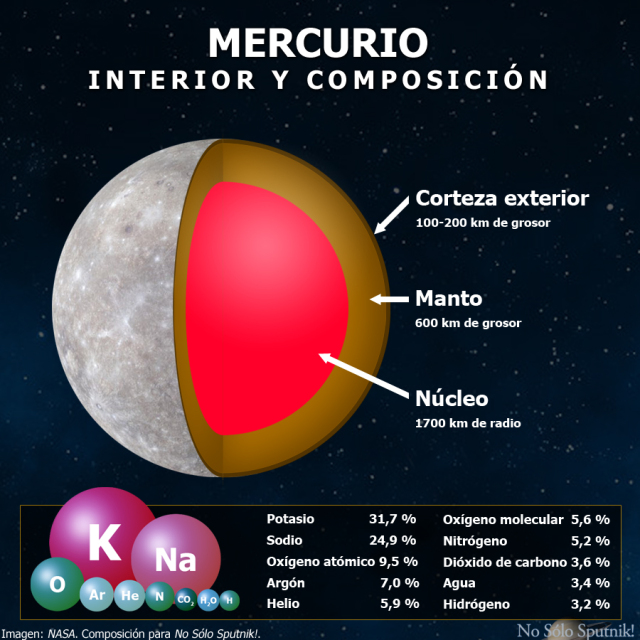 MERCURIO
INTERIOR Y COMPOSICIÓN
Corteza exterior
100-200 km de grosor
Manto
600 km de grosor
Núcleo
1700 km de radio
K
Na
O
Ar
He
N
CO2
H2O
H
Potasio 31,7 %
Sodio 24,9 %
Oxígeno atómico 9,5 %
Argón 7,0 %
Helio 5,9 %
Oxígeno molecular 5,6 %
Nitrógeno 5,2 %
Dióxido de carbono 3,6 %
Agua 3,4 %
Hidrógeno 3,2 %
Imagen: NASA. Composición para No Sólo Sputnik!.
No Sólo Sputnik!